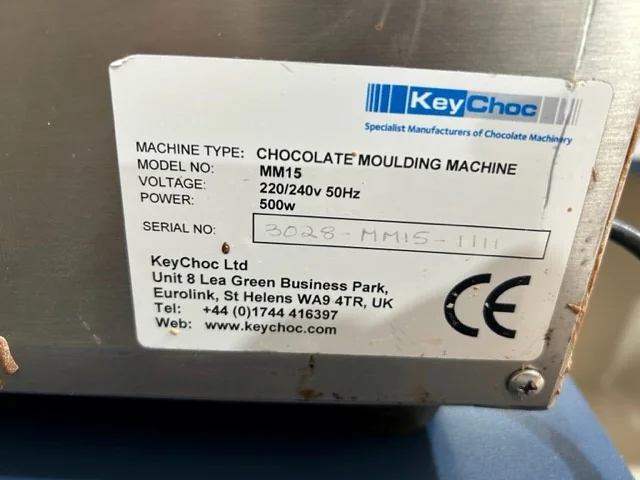 KeyChoc
Specialist Manufacturers of Chocolate Machinery
MACHINE TYPE: CHOCOLATE MOULDING MACHINE
MODEL NO: MM15
VOLTAGE: 220/240v 50Hz
POWER: 500w
SERIAL NO: 3028-MM15-1111
KeyChoc Ltd
Unit 8 Lea Green Business Park,
Eurolink, St Helens WA9 4TR, UK
Tel: +44 (0)1744 416397
Web: www.keychoc.com
CE